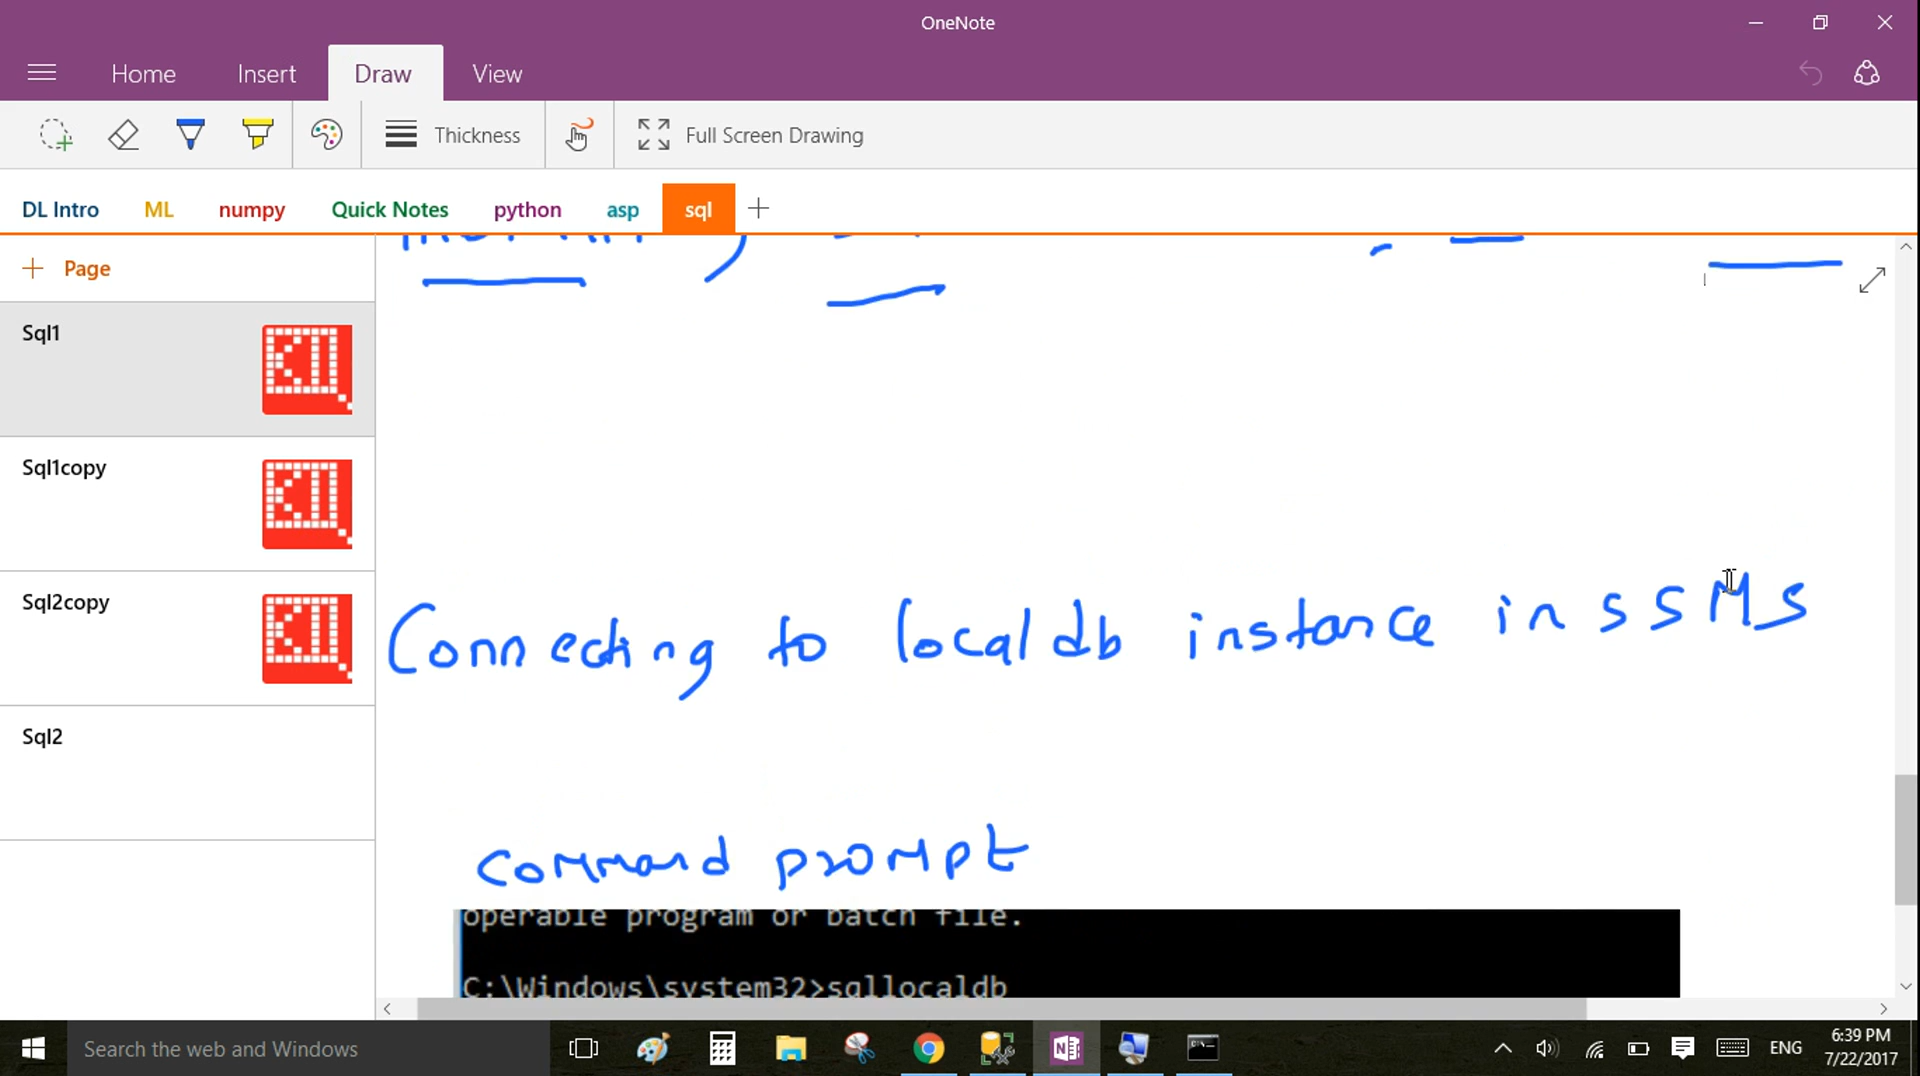 OneNote
Home Insert Draw View
Thickness Full Screen Drawing
DL Intro ML numpy Quick Notes python asp sql
Page
Sql1
Sql1copy
Sql2copy
Sql2
Connecting to localdb instance in SSMS
command prompt
operable program or batch file.
C:\Windows\system32>sqllocaldb
Search the web and Windows
ENG
6:39 PM
7/22/2017